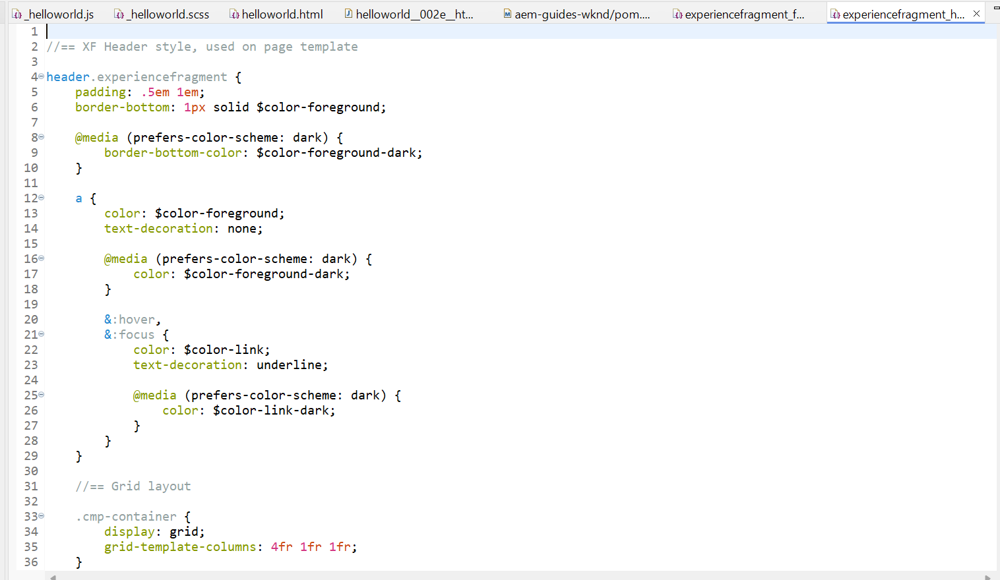 _helloworld.js _helloworld.scss helloworld.html helloworld__002e__ht... aem-guides-wknd/pom.... experiencefragment_f... experiencefragment_h...
1
2 //== XF Header style, used on page template
3
4 header.experiencefragment {
5     padding: .5em 1em;
6     border-bottom: 1px solid $color-foreground;
7
8     @media (prefers-color-scheme: dark) {
9         border-bottom-color: $color-foreground-dark;
10     }
11
12     a {
13         color: $color-foreground;
14         text-decoration: none;
15
16         @media (prefers-color-scheme: dark) {
17             color: $color-foreground-dark;
18         }
19
20         &:hover,
21         &:focus {
22             color: $color-link;
23             text-decoration: underline;
24
25             @media (prefers-color-scheme: dark) {
26                 color: $color-link-dark;
27             }
28         }
29     }
30
31     //== Grid layout
32
33     .cmp-container {
34         display: grid;
35         grid-template-columns: 4fr 1fr 1fr;
36     }